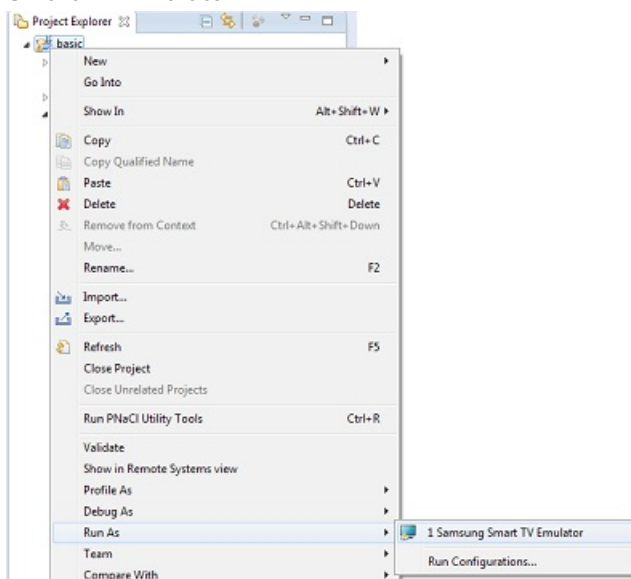 Project Explorer
basic
New
Go Into
Show In Alt+Shift+W
Copy Ctrl+C
Copy Qualified Name
Paste Ctrl+V
Delete Delete
Remove from Context Ctrl+Alt+Shift+Down
Move...
Rename... F2
Import...
Export...
Refresh F5
Close Project
Close Unrelated Projects
Run PNaCl Utility Tools Ctrl+R
Validate
Show in Remote Systems view
Profile As
Debug As
Run As
1 Samsung Smart TV Emulator
Team
Run Configurations...
Compare With